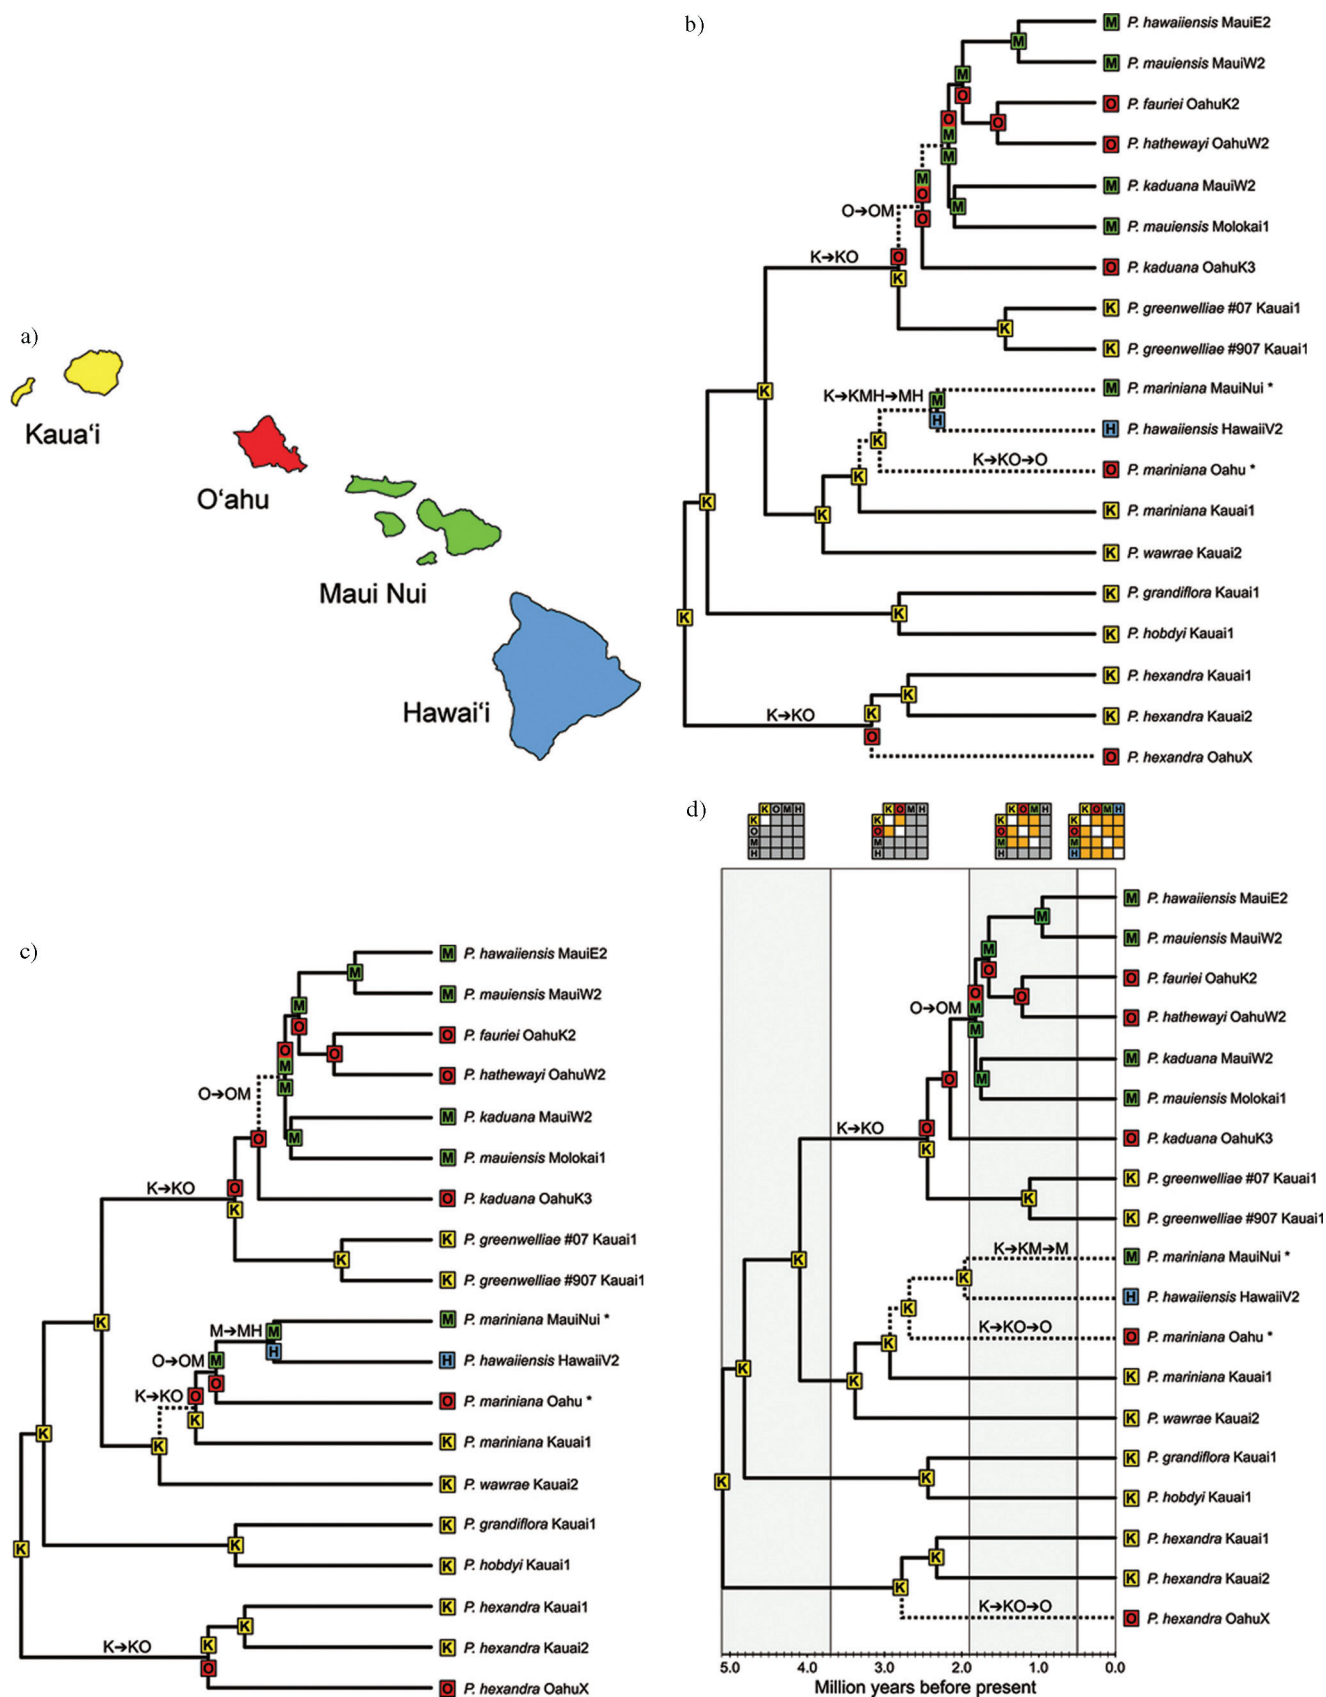 a)
Kaua'i
O'ahu
Maui Nui
Hawai'i
b)
M P. hawaiiensis MauiE2
M
M P. mauiensis MauiW2
M
O
O P. fauriei OahuK2
O
O
M
O P. hathewayi OahuW2
M
M
M P. kaduana MauiW2
O
M
O→OM
O
M P. mauiensis Molokai1
K→KO
O
O P. kaduana OahuK3
K
K P. greenwelliae #07 Kauai1
K
K P. greenwelliae #907 Kauai1
K
K→KMH→MH
M
M P. mariniana MauiNui *
H
H P. hawaiiensis HawaiiV2
K
K→KO→O
O P. mariniana Oahu *
K
K
K P. mariniana Kauai1
K
K P. wawrae Kauai2
K P. grandiflora Kauai1
K
K
K P. hobdyi Kauai1
K P. hexandra Kauai1
K
K→KO
K
K P. hexandra Kauai2
O
O P. hexandra OahuX
c)
M P. hawaiiensis MauiE2
M
M P. mauiensis MauiW2
M
O
O P. fauriei OahuK2
O
O
M
O P. hathewayi OahuW2
O→OM
M
M P. kaduana MauiW2
O
M
M P. mauiensis Molokai1
K→KO
O
O P. kaduana OahuK3
K
K P. greenwelliae #07 Kauai1
K
K P. greenwelliae #907 Kauai1
K
M→MH
M
M P. mariniana MauiNui *
H
H P. hawaiiensis HawaiiV2
O→OM
M
K→KO
O
O
O P. mariniana Oahu *
K
K
K
K P. mariniana Kauai1
K P. wawrae Kauai2
K P. grandiflora Kauai1
K
K
K P. hobdyi Kauai1
K P. hexandra Kauai1
K
K→KO
K
K P. hexandra Kauai2
O
O P. hexandra OahuX
d)
K O M H
K
O
M
H
K O M H
K
O
M
H
K O M H
K
O
M
H
K O M H
K
O
M
H
M P. hawaiiensis MauiE2
M
M P. mauiensis MauiW2
M
O
O P. fauriei OahuK2
O
O→OM
O
M
O P. hathewayi OahuW2
M
M P. kaduana MauiW2
O
M
M P. mauiensis Molokai1
K→KO
O
O P. kaduana OahuK3
K
K P. greenwelliae #07 Kauai1
K
K P. greenwelliae #907 Kauai1
K
K→KM→M
M P. mariniana MauiNui *
K
H P. hawaiiensis HawaiiV2
K
K→KO→O
O P. mariniana Oahu *
K
K
K P. mariniana Kauai1
K
K P. wawrae Kauai2
K P. grandiflora Kauai1
K
K
K P. hobdyi Kauai1
K P. hexandra Kauai1
K
K
K P. hexandra Kauai2
K→KO→O
O P. hexandra OahuX
5.0 4.0 3.0 2.0 1.0 0.0
Million years before present